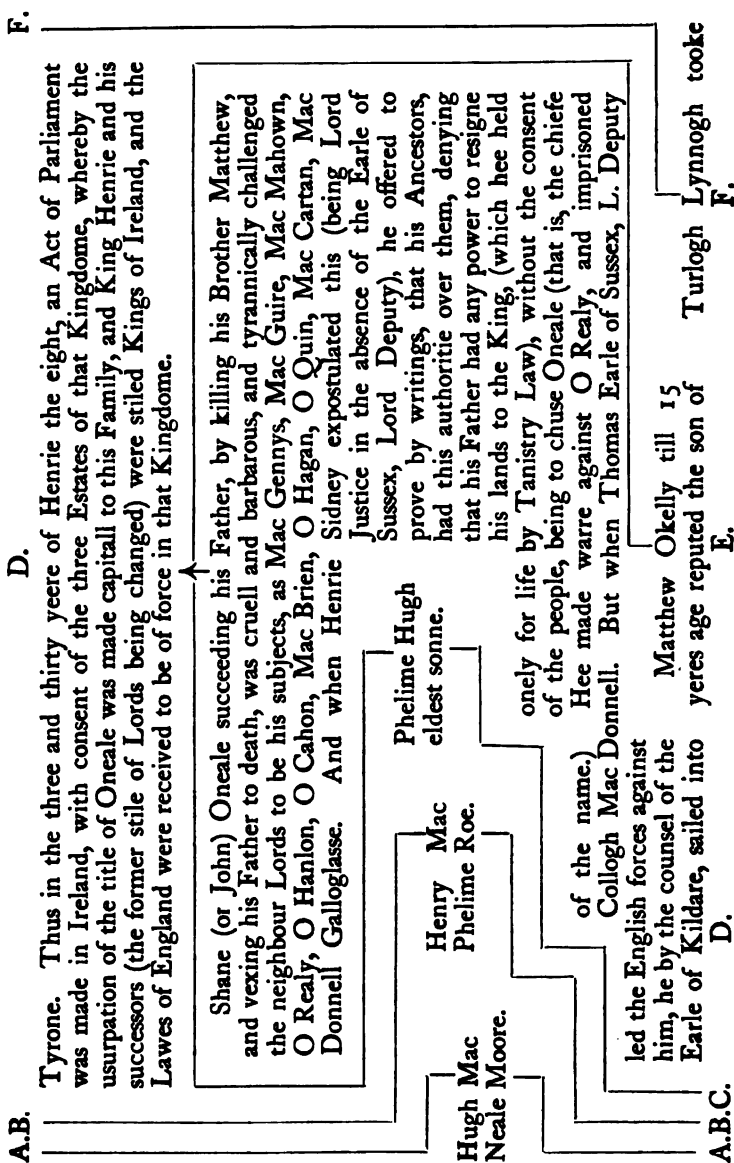 A.B.
D.
F.
Tyrone. Thus in the three and thirty yeere of Henrie the eight, an Act of Parliament
was made in Ireland, with consent of the three Estates of that Kingdome, whereby the
usurpation of the title of Oneale was made capitall to this Family, and King Henrie and his
successors (the former stile of Lords being changed) were stiled Kings of Ireland, and the
Lawes of England were received to be of force in that Kingdome.
Shane (or John) Oneale succeeding his Father, by killing his Brother Matthew,
and vexing his Father to death, was cruell and barbarous, and tyrannically challenged
the neighbour Lords to be his subjects, as Mac Gennys, Mac Guire, Mac Mahown,
O Realy, O Hanlon, O Cahon, Mac Brien, O Hagan, O Quin, Mac Cartan, Mac
Donnell Galloglasse. And when Henrie
Sidney expostulated this (being Lord
Justice in the absence of the Earle of
Sussex, Lord Deputy), he offered to
prove by writings, that his Ancestors,
had this authoritie over them, denying
that his Father had any power to resigne
his lands to the King, (which hee held
onely for life by Tanistry Law), without the consent
of the people, being to chuse Oneale (that is, the chiefe
of the name.) Hee made warre against O Realy, and imprisoned
Collogh Mac Donnell. But when Thomas Earle of Sussex, L. Deputy
led the English forces against
him, he by the counsel of the
Earle of Kildare, sailed into
D.
Hugh Mac
Neale Moore.
Henry Mac
Phelime Roe.
Phelime Hugh
eldest sonne.
Matthew Okelly till 15
yeres age reputed the son of
E.
Turlogh Lynnogh tooke
F.
A.B.C.